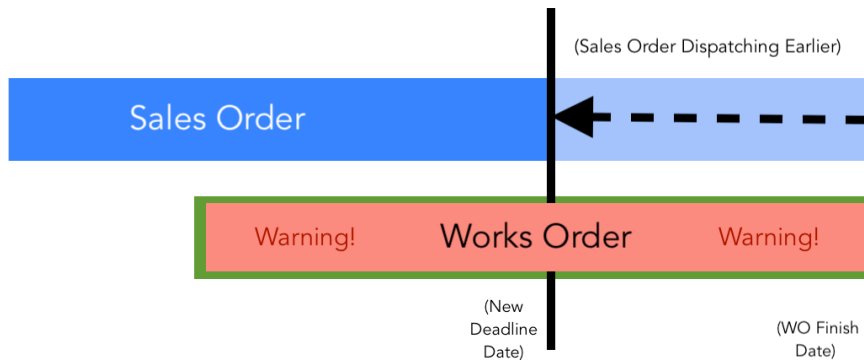 (Sales Order Dispatching Earlier)
Sales Order
Warning!
Works Order
Warning!
(New
Deadline
Date)
(WO Finish
Date)